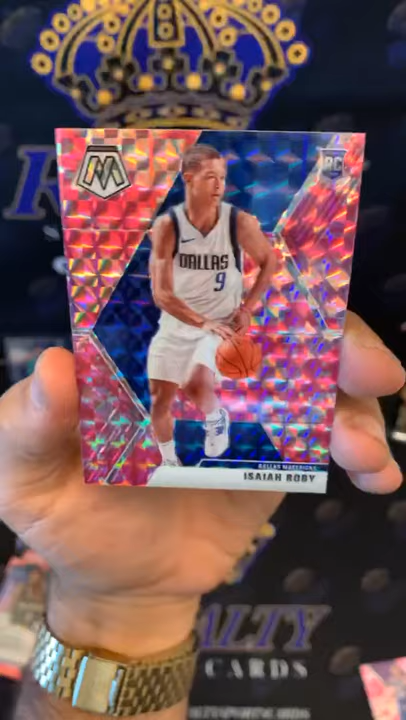 R
M
RC
DALLAS
9
DALLAS MAVERICKS
ISAIAH ROBY
ALTY
CARDS